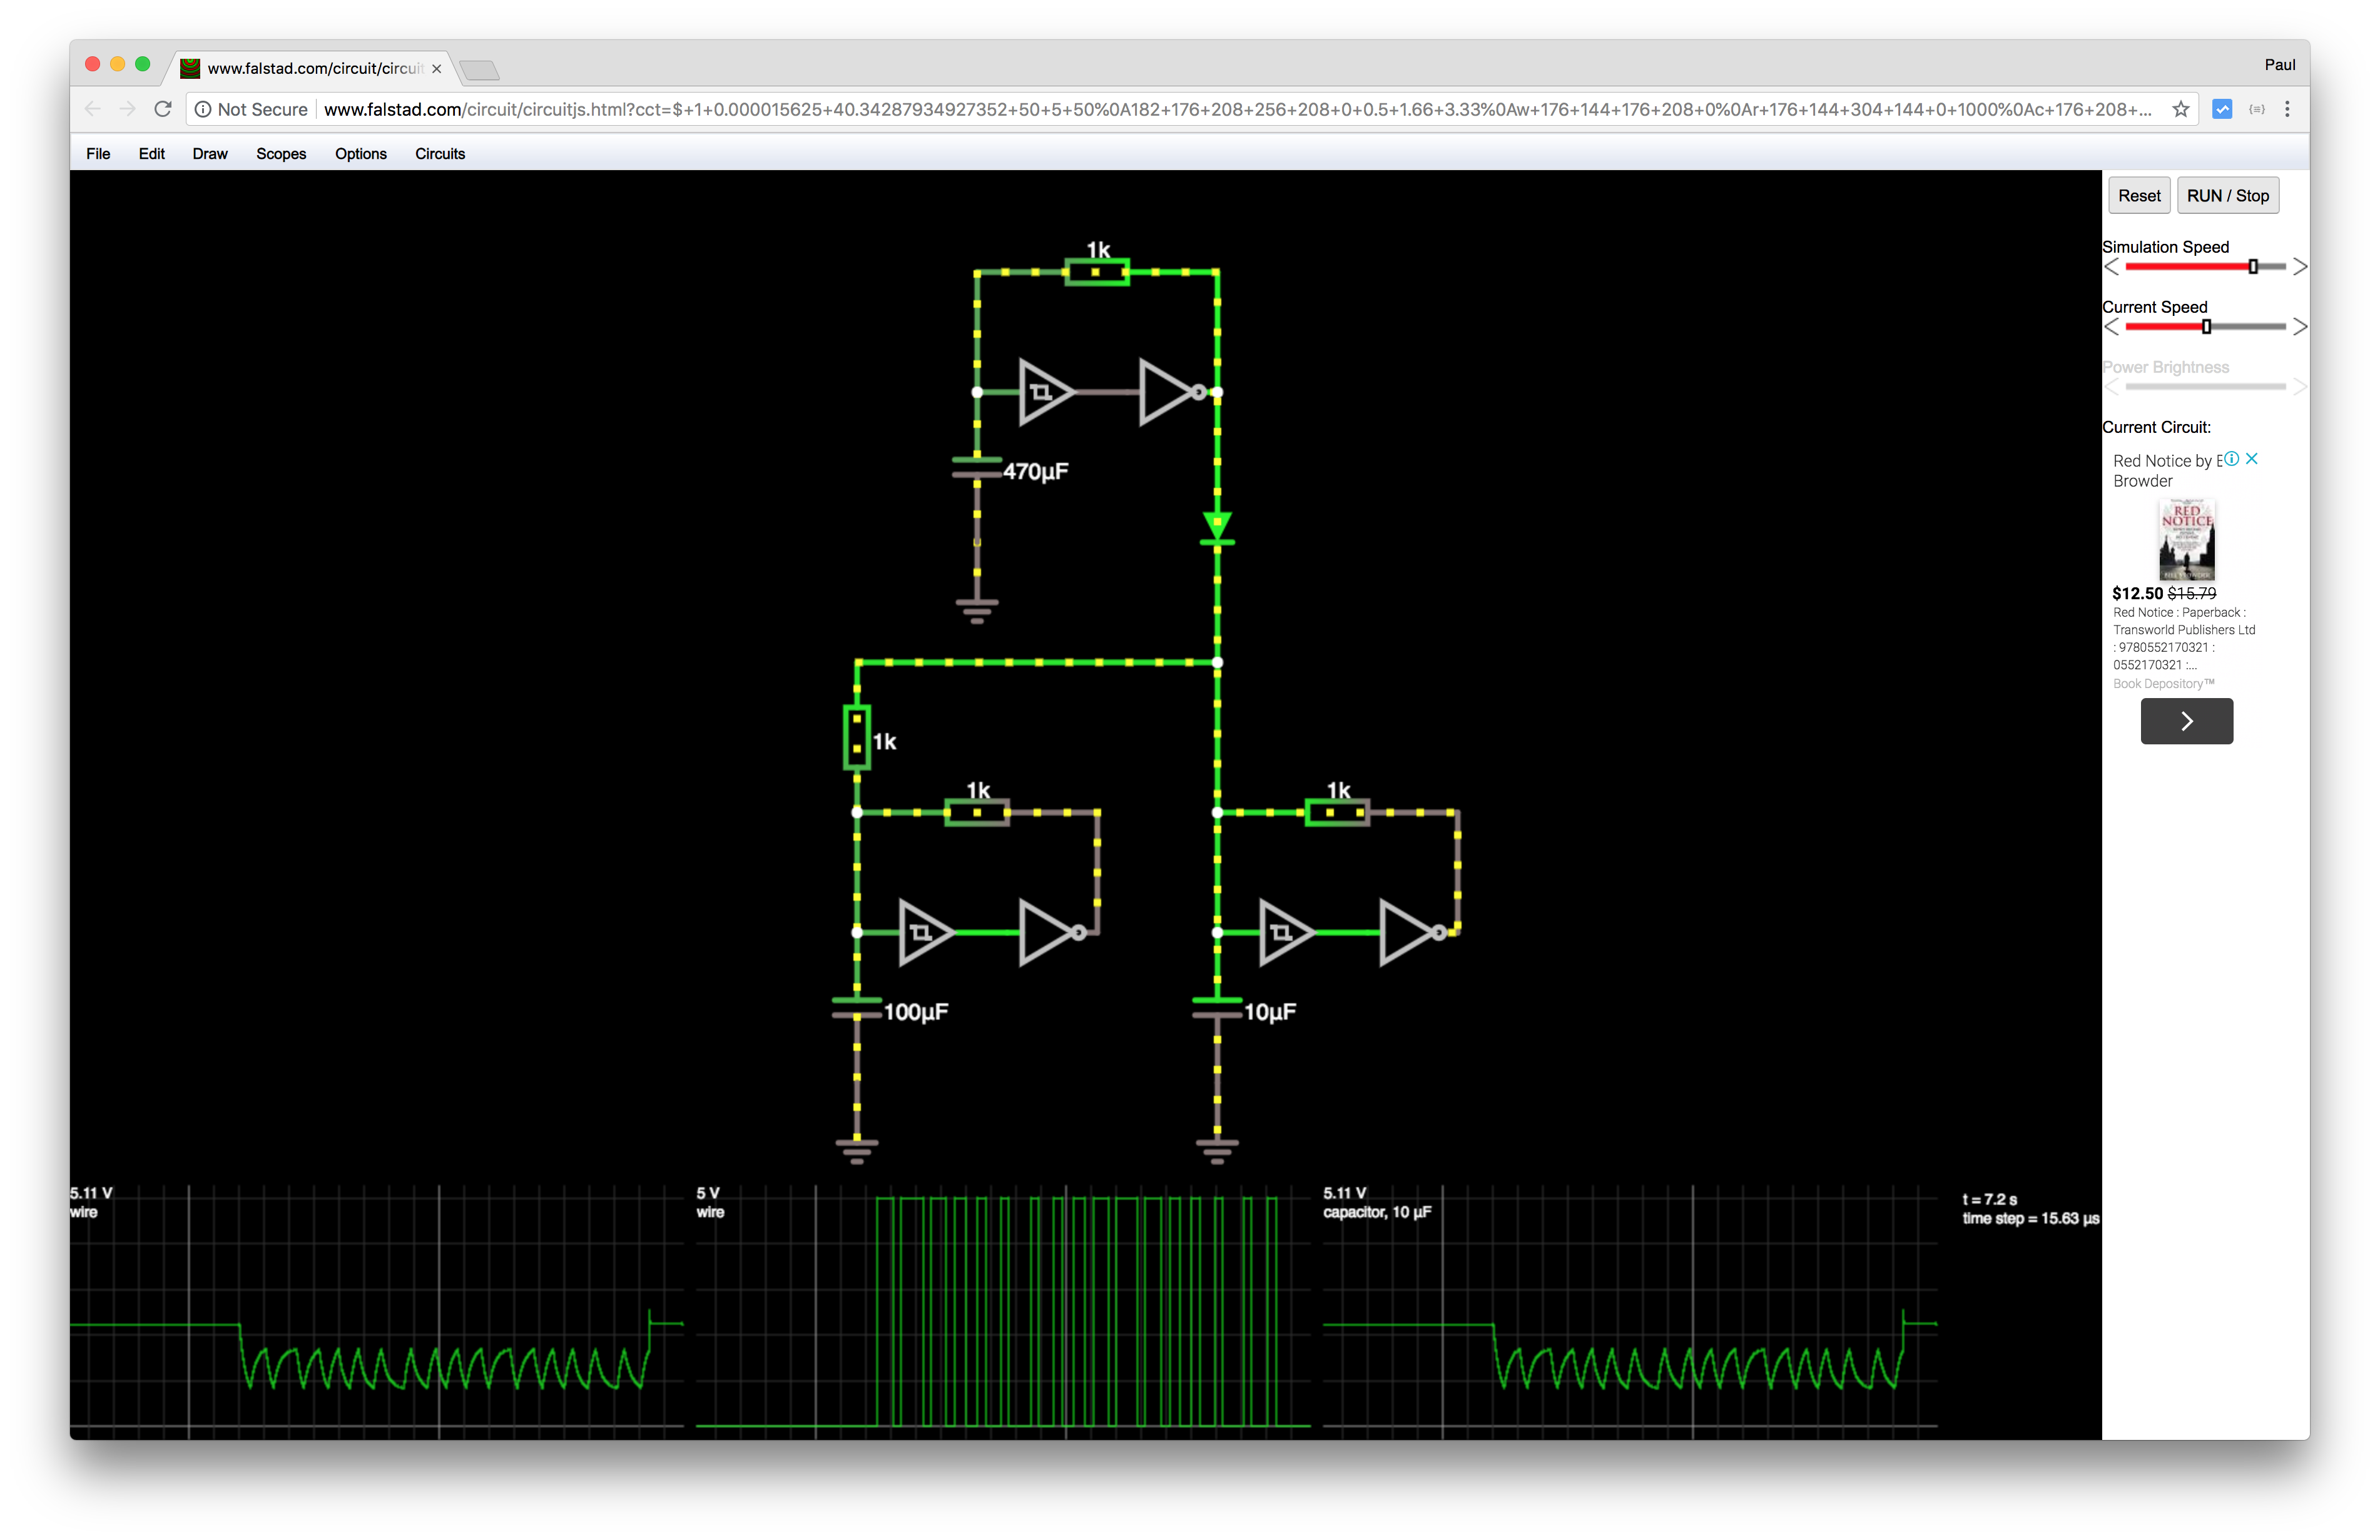 www.falstad.com/circuit/circuit
Paul
Not Secure
www.falstad.com/circuit/circuitjs.html?cct=$+1+0.000015625+40.34287934927352+50+5+50%0A182+176+208+256+208+0+0.5+1.66+3.33%0Aw+176+144+176+208+0%0Ar+176+144+304+144+0+1000%0Ac+176+208+...
File Edit Draw Scopes Options Circuits
Reset RUN / Stop
Simulation Speed
Current Speed
Power Brightness
Current Circuit:
Red Notice by B
Browder
RED
NOTICE
$12.50 $15.79
Red Notice : Paperback :
Transworld Publishers Ltd
: 9780552170321 :
0552170321 :...
Book Depository™
1k
470µF
1k
1k
1k
100µF
10µF
5.11 V
wire
5 V
wire
5.11 V
capacitor, 10 µF
t = 7.2 s
time step = 15.63 µs